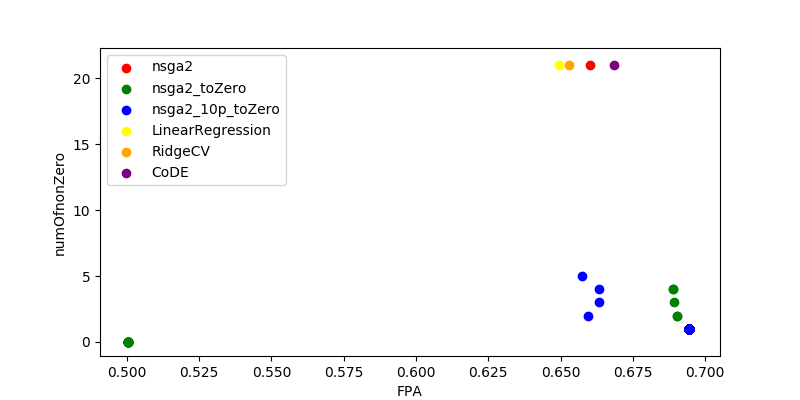 nsga2
nsga2_toZero
nsga2_10p_toZero
LinearRegression
RidgeCV
CoDE
numOfnonZero
20
15
10
5
0
0.500 0.525 0.550 0.575 0.600 0.625 0.650 0.675 0.700
FPA